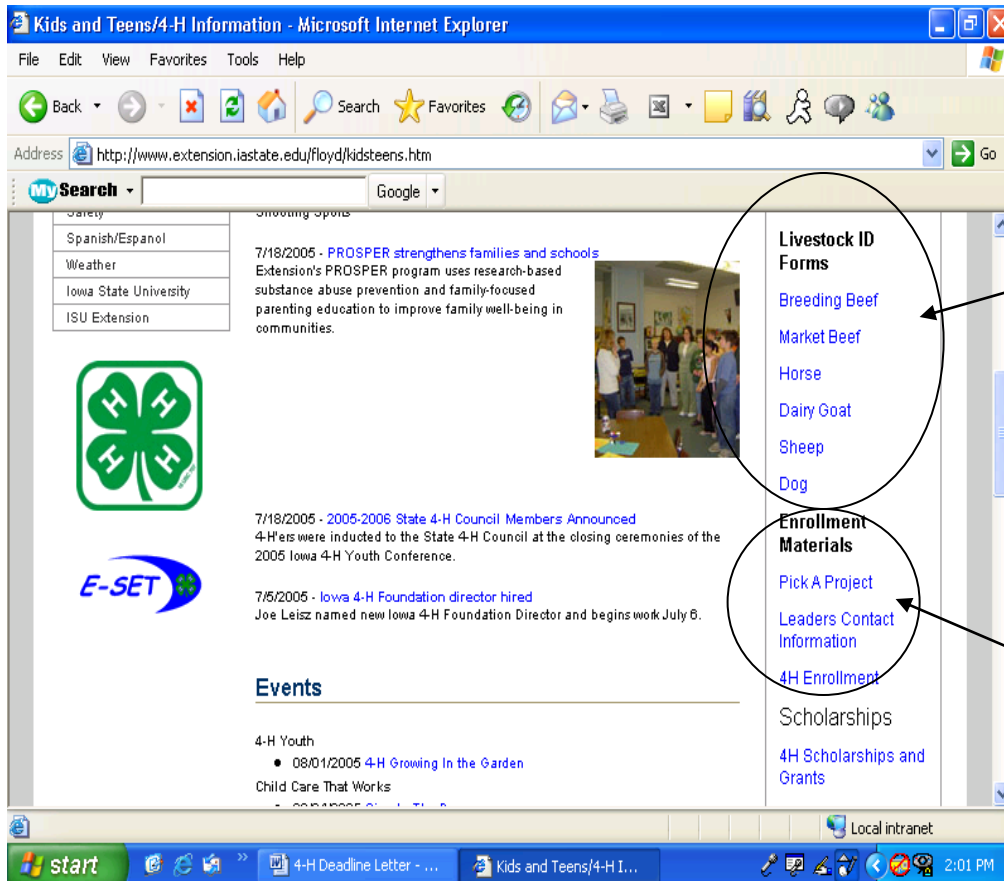 Kids and Teens/4-H Information - Microsoft Internet Explorer
File Edit View Favorites Tools Help
Back Search Favorites
Address http://www.extension.iastate.edu/floyd/kidsteens.htm Go
MySearch Google
Safety
Spanish/Espanol
Weather
Iowa State University
ISU Extension
H H H H
E-SET
Shooting Sports
7/18/2005 - PROSPER strengthens families and schools
Extension's PROSPER program uses research-based
substance abuse prevention and family-focused
parenting education to improve family well-being in
communities.
7/18/2005 - 2005-2006 State 4-H Council Members Announced
4-H'ers were inducted to the State 4-H Council at the closing ceremonies of the
2005 Iowa 4-H Youth Conference.
7/5/2005 - Iowa 4-H Foundation director hired
Joe Leisz named new Iowa 4-H Foundation Director and begins work July 6.
Events
4-H Youth
• 08/01/2005 4-H Growing In the Garden
Child Care That Works
Livestock ID
Forms
Breeding Beef
Market Beef
Horse
Dairy Goat
Sheep
Dog
Enrollment
Materials
Pick A Project
Leaders Contact
Information
4H Enrollment
Scholarships
4H Scholarships and
Grants
Local intranet
start 4-H Deadline Letter - ... Kids and Teens/4-H I... 2:01 PM